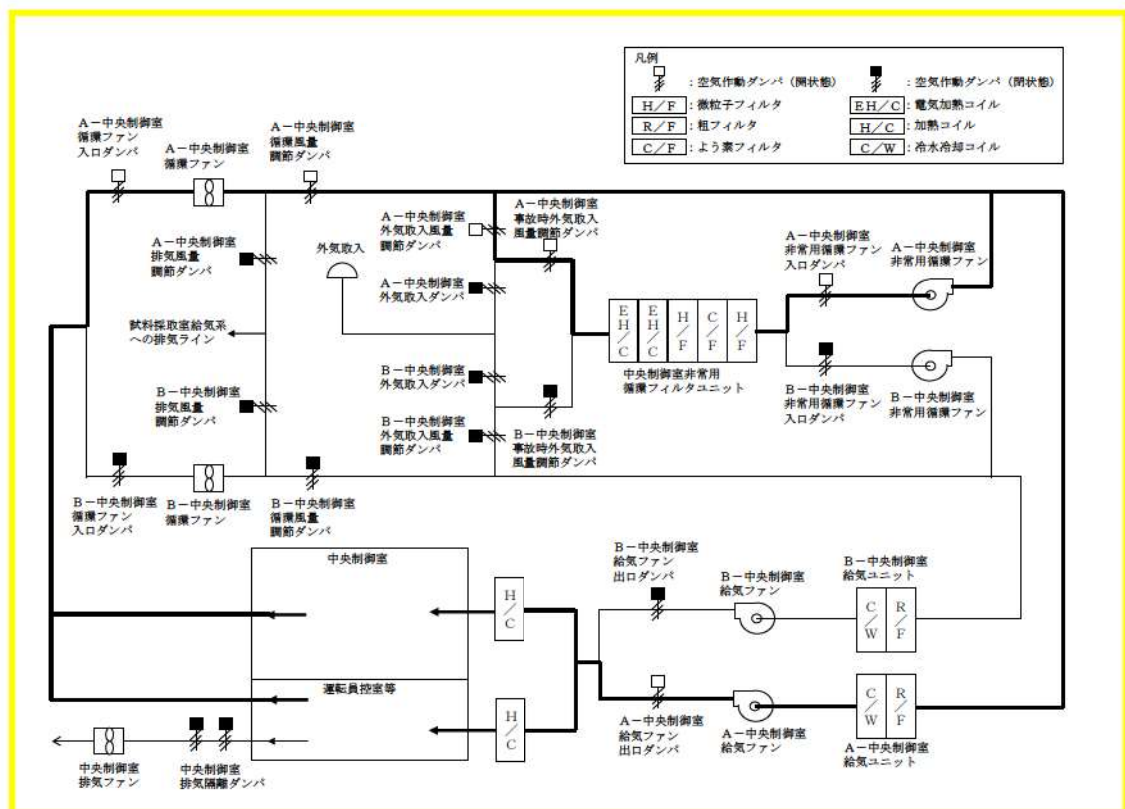 凡例
:空気作動ダンパ(開状態)
:空気作動ダンパ(閉状態)
H/F:微粒子フィルタ
EH/C:電気加熱コイル
R/F:粗フィルタ
H/C:加熱コイル
C/F:よう素フィルタ
C/W:冷水冷却コイル
A-中央制御室
循環ファン
入口ダンパ
A-中央制御室
循環ファン
A-中央制御室
循環風量
調節ダンパ
A-中央制御室
排気風量
調節ダンパ
外気取入
A-中央制御室
外気取入風量
調節ダンパ
A-中央制御室
事故時外気取入
風量調節ダンパ
A-中央制御室
外気取入ダンパ
A-中央制御室
非常用循環ファン
入口ダンパ
A-中央制御室
非常用循環ファン
試料採取室給気系
への排気ライン
EH/C
EH/C
H/F
C/F
H/F
中央制御室非常用
循環フィルタユニット
B-中央制御室
排気風量
調節ダンパ
B-中央制御室
外気取入ダンパ
B-中央制御室
外気取入風量
調節ダンパ
B-中央制御室
事故時外気取入
風量調節ダンパ
B-中央制御室
非常用循環ファン
入口ダンパ
B-中央制御室
非常用循環ファン
B-中央制御室
循環ファン
入口ダンパ
B-中央制御室
循環ファン
B-中央制御室
循環風量
調節ダンパ
中央制御室
H/C
B-中央制御室
給気ファン
出口ダンパ
B-中央制御室
給気ファン
B-中央制御室
給気ユニット
C/W
R/F
運転員控室等
H/C
A-中央制御室
給気ファン
出口ダンパ
A-中央制御室
給気ファン
C/W
R/F
A-中央制御室
給気ユニット
中央制御室
排気ファン
中央制御室
排気隔離ダンパ